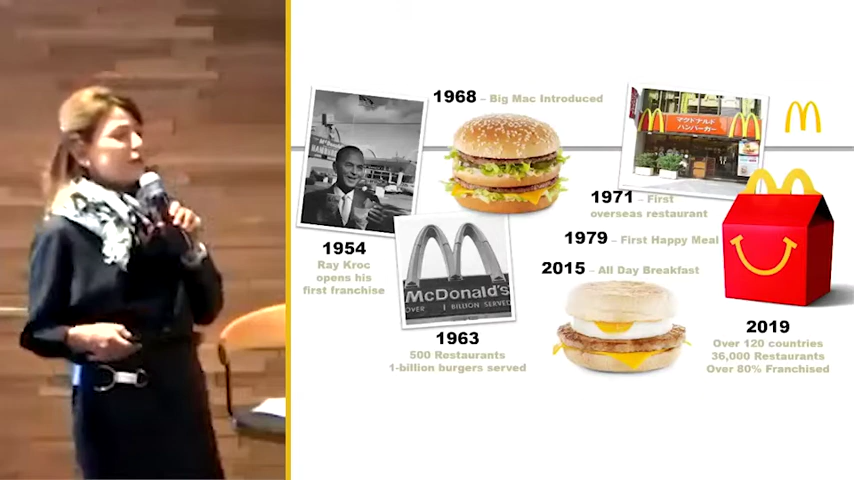 1968 – Big Mac Introduced
マクドナルド
ハンバーガー
HAMBURG
1971 – First
overseas restaurant
1979 – First Happy Meal
1954
Ray Kroc
opens his
first franchise
McDonald's
OVER 1 BILLION SERVED
2015 – All Day Breakfast
1963
500 Restaurants
1-billion burgers served
2019
Over 120 countries
36,000 Restaurants
Over 80% Franchised